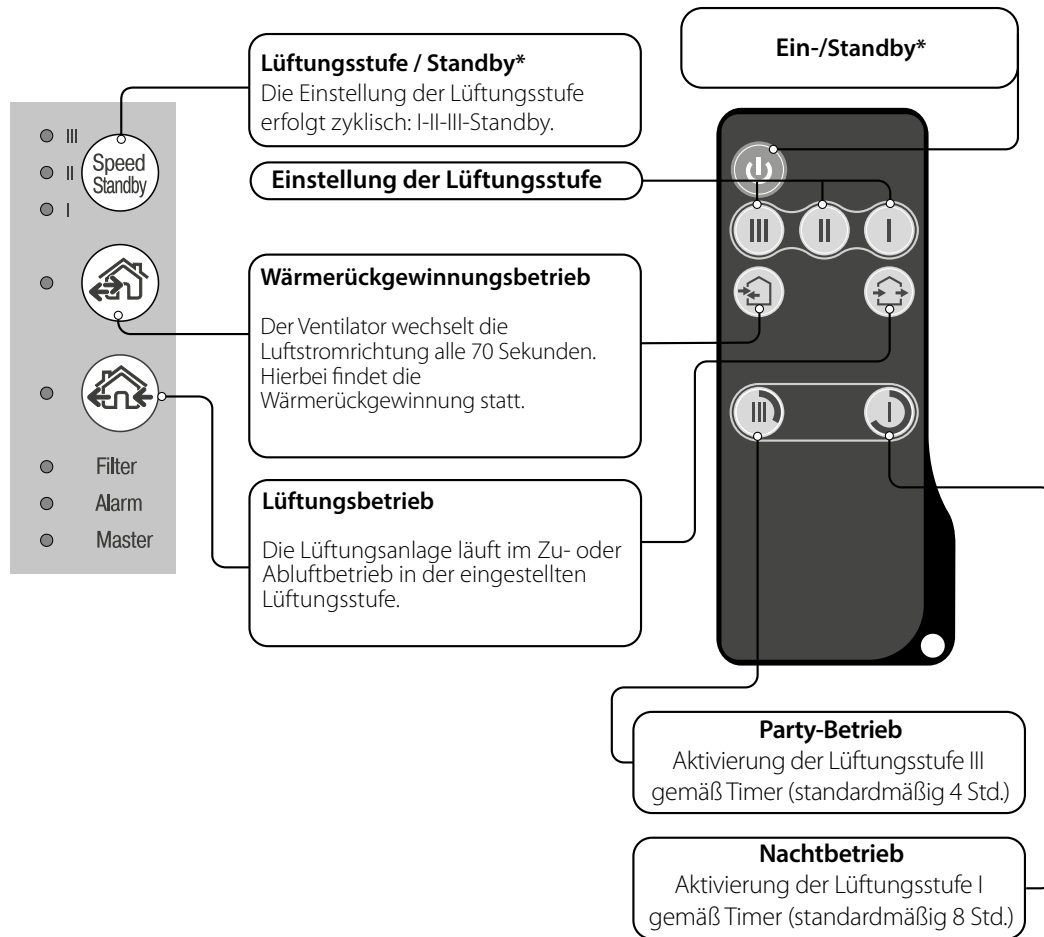 Lüftungsstufe / Standby*
Die Einstellung der Lüftungsstufe
erfolgt zyklisch: I-II-III-Standby.
Ein-/Standby*
III
II
I
Speed
Standby
Einstellung der Lüftungsstufe
III
II
I
Wärmerückgewinnungsbetrieb
Der Ventilator wechselt die
Luftstromrichtung alle 70 Sekunden.
Hierbei findet die
Wärmerückgewinnung statt.
III
I
Filter
Alarm
Master
Lüftungsbetrieb
Die Lüftungsanlage läuft im Zu- oder
Abluftbetrieb in der eingestellten
Lüftungsstufe.
Party-Betrieb
Aktivierung der Lüftungsstufe III
gemäß Timer (standardmäßig 4 Std.)
Nachtbetrieb
Aktivierung der Lüftungsstufe I
gemäß Timer (standardmäßig 8 Std.)